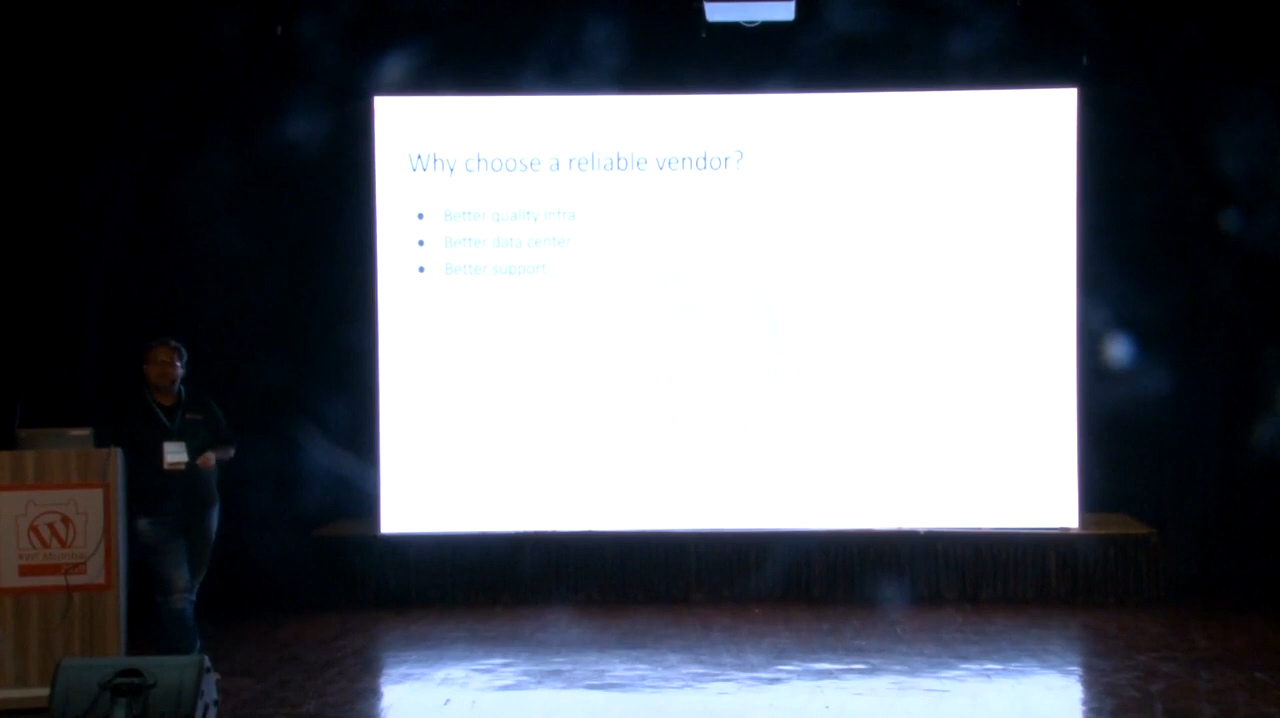 Why choose a reliable vendor?
Better quality infra
Better data center
Better support